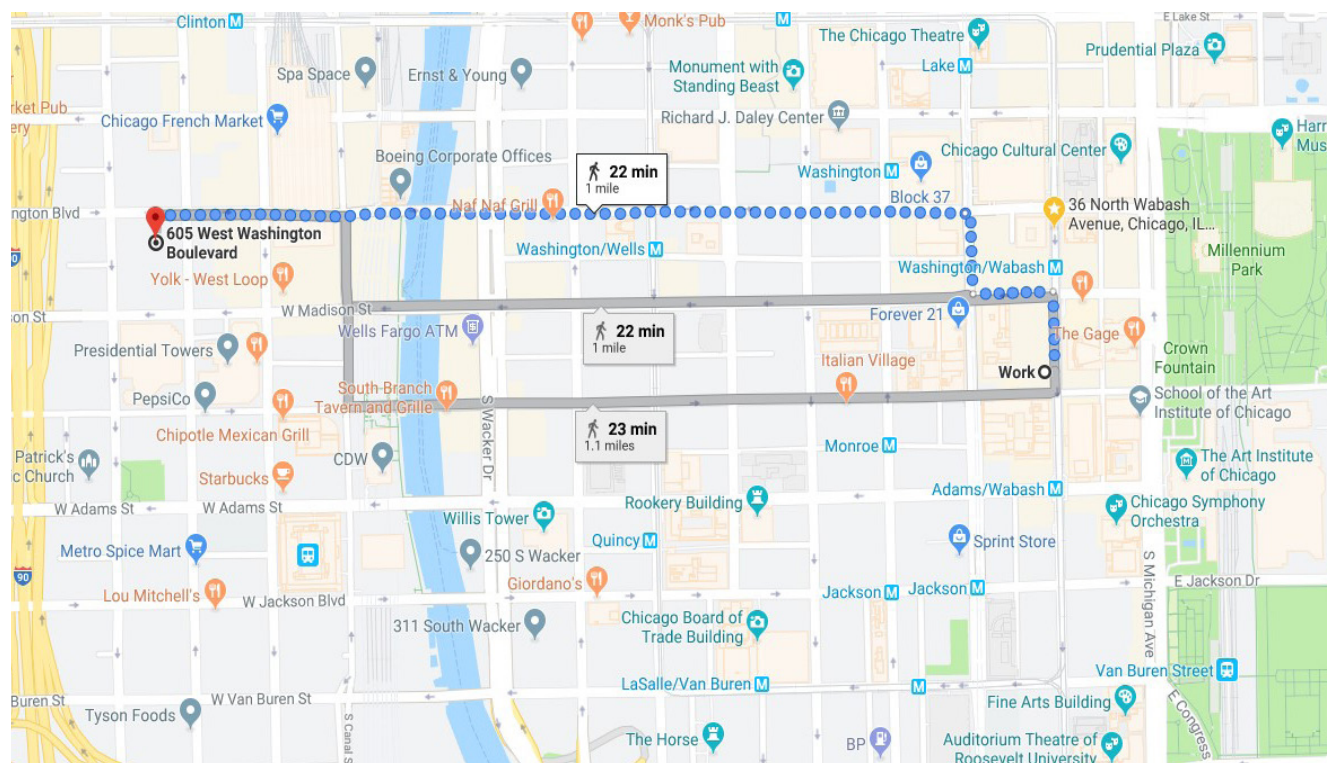 Clinton
Monk's Pub
E Lake St
The Chicago Theatre
Prudential Plaza
Lake
Spa Space
Ernst & Young
Monument with
Standing Beast
rket Pub
ery
Chicago French Market
Richard J. Daley Center
Harr
Mus
Boeing Corporate Offices
Chicago Cultural Center
22 min
1 mile
Washington
Block 37
ngton Blvd
Naf Naf Grill
36 North Wabash
Avenue, Chicago, IL...
605 West Washington
Boulevard
Washington/Wells
Millennium
Park
Yolk - West Loop
Washington/Wabash
W Madison St
on St
Forever 21
Wells Fargo ATM
22 min
1 mile
The Gage
Presidential Towers
Italian Village
Crown
Fountain
Work
PepsiCo
South Branch
Tavern and Grille
S Wacker Dr
School of the Art
Institute of Chicago
23 min
1.1 miles
Chipotle Mexican Grill
Monroe
Patrick's
c Church
CDW
The Art Institute
of Chicago
Starbucks
Adams/Wabash
W Adams St
W Adams St
Rookery Building
Chicago Symphony
Orchestra
Willis Tower
Metro Spice Mart
250 S Wacker
Quincy
Sprint Store
90
Giordano's
E Jackson Dr
Lou Mitchell's
W Jackson Blvd
Jackson
Jackson
S Michigan Ave
311 South Wacker
Chicago Board of
Trade Building
Van Buren Street
LaSalle/Van Buren
Buren St
W Van Buren St
Fine Arts Building
Tyson Foods
S Canal S
E Congress
The Horse
BP
Auditorium Theatre of
Roosevelt University